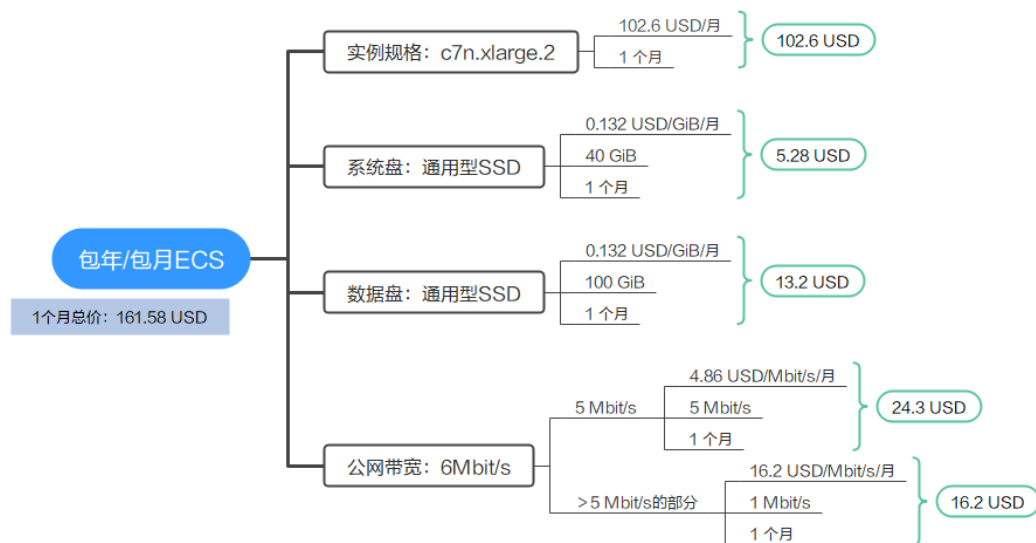 包年/包月ECS
1个月总价：161.58 USD
实例规格：c7n.xlarge.2
102.6 USD/月
1 个月
102.6 USD
系统盘：通用型SSD
0.132 USD/GiB/月
40 GiB
1 个月
5.28 USD
数据盘：通用型SSD
0.132 USD/GiB/月
100 GiB
1 个月
13.2 USD
公网带宽：6Mbit/s
5 Mbit/s
4.86 USD/Mbit/s/月
5 Mbit/s
1 个月
24.3 USD
＞5 Mbit/s的部分
16.2 USD/Mbit/s/月
1 Mbit/s
1 个月
16.2 USD